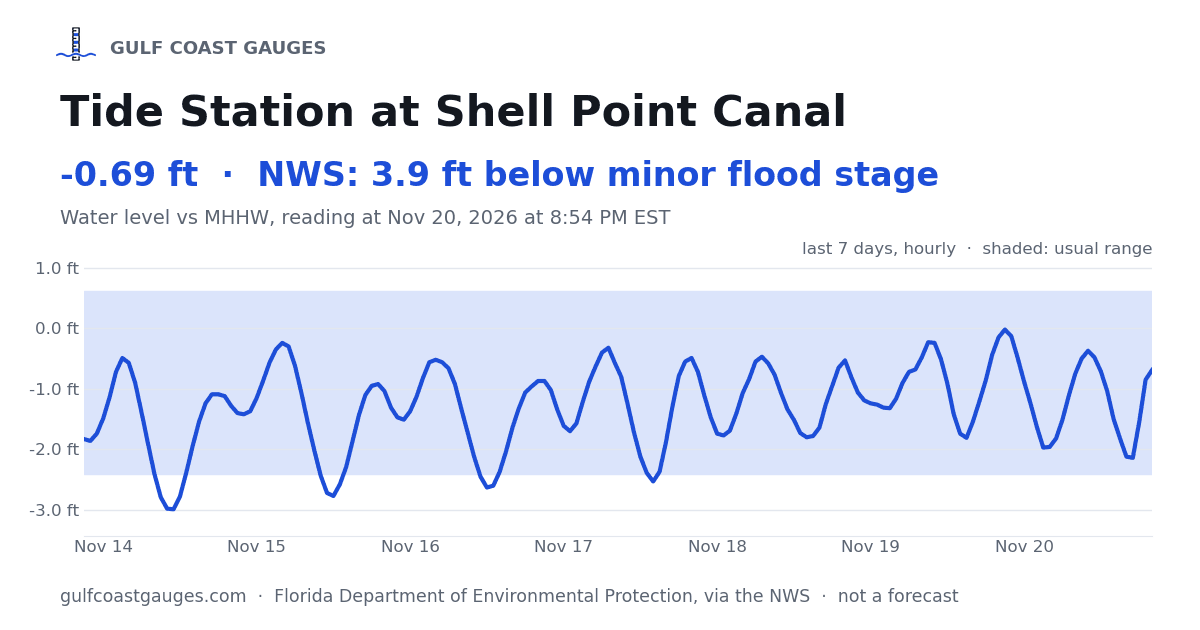 GULF COAST GAUGES
Tide Station at Shell Point Canal
-0.69 ft · NWS: 3.9 ft below minor flood stage
Water level vs MHHW, reading at Nov 20, 2026 at 8:54 PM EST
last 7 days, hourly · shaded: usual range
1.0 ft
0.0 ft
-1.0 ft
-2.0 ft
-3.0 ft
Nov 14 Nov 15 Nov 16 Nov 17 Nov 18 Nov 19 Nov 20
gulfcoastgauges.com · Florida Department of Environmental Protection, via the NWS · not a forecast